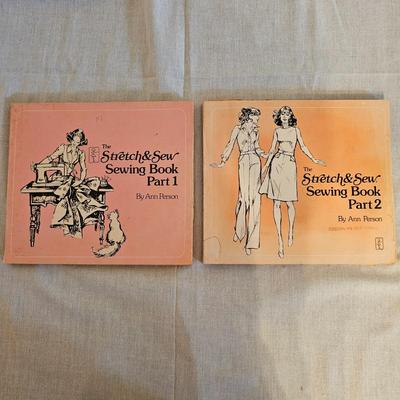 The
Stretch & Sew
Sewing Book
Part 1
By Ann Person
The
Stretch & Sew
Sewing Book
Part 2
By Ann Person